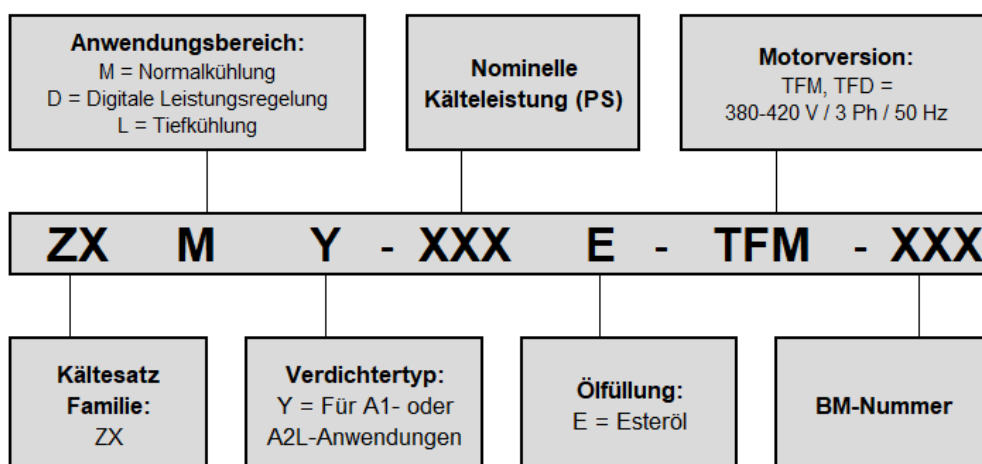 Anwendungsbereich:
M = Normalkühlung
D = Digitale Leistungsregelung
L = Tiefkühlung
Nominelle
Kälteleistung (PS)
Motorversion:
TFM, TFD =
380-420 V / 3 Ph / 50 Hz
ZX M Y - XXX E - TFM - XXX
Kältesatz
Familie:
ZX
Verdichtertyp:
Y = Für A1- oder
A2L-Anwendungen
Ölfüllung:
E = Esteröl
BM-Nummer